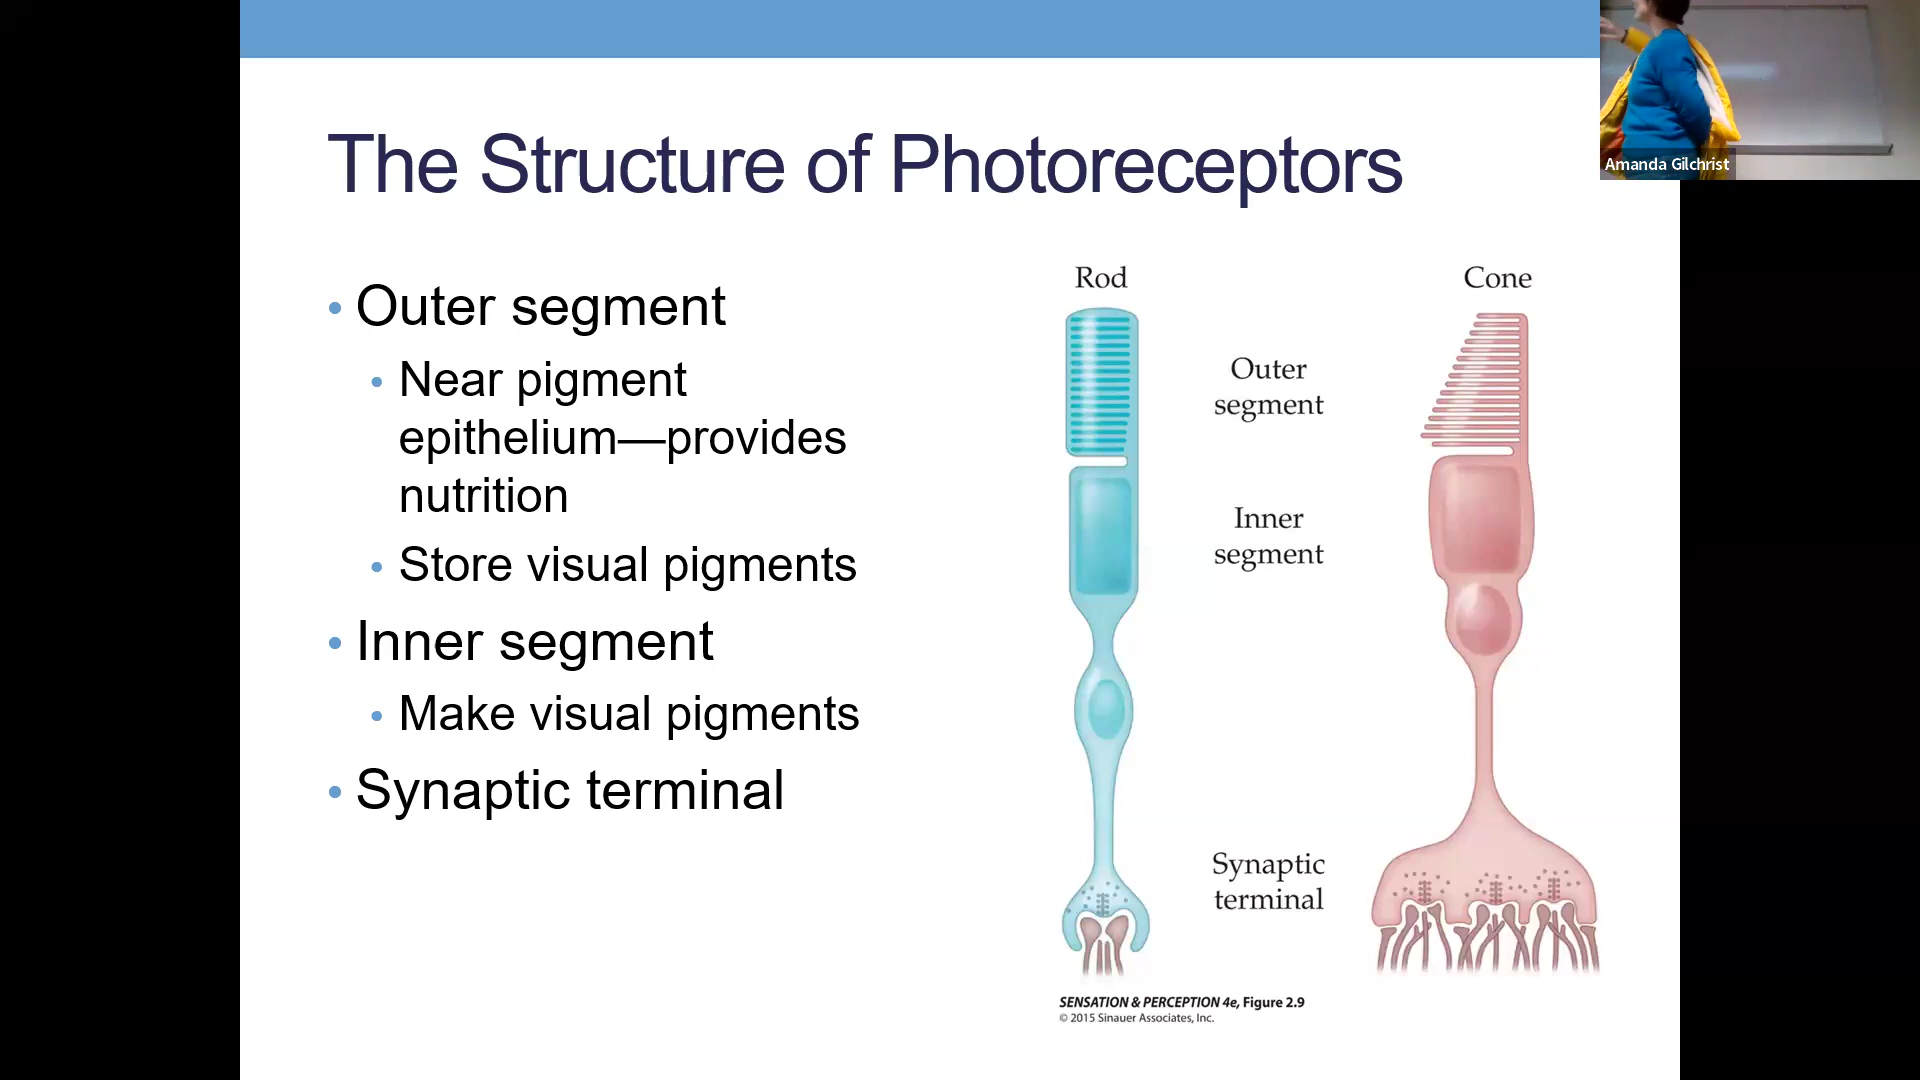 The Structure of Photoreceptors
• Outer segment
• Near pigment
epithelium—provides
nutrition
• Store visual pigments
• Inner segment
• Make visual pigments
• Synaptic terminal
Rod
Cone
Outer
segment
Inner
segment
Synaptic
terminal
SENSATION & PERCEPTION 4e, Figure 2.9
© 2015 Sinauer Associates, Inc.
Amanda Gilchrist